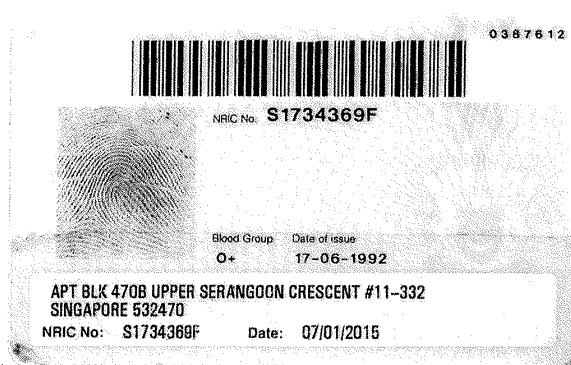 0387612
NRIC No. S1734369F
Blood Group Date of issue
O+ 17-06-1992
APT BLK 470B UPPER SERANGOON CRESCENT #11-332
SINGAPORE 532470
NRIC No: S1734369F Date: 07/01/2015